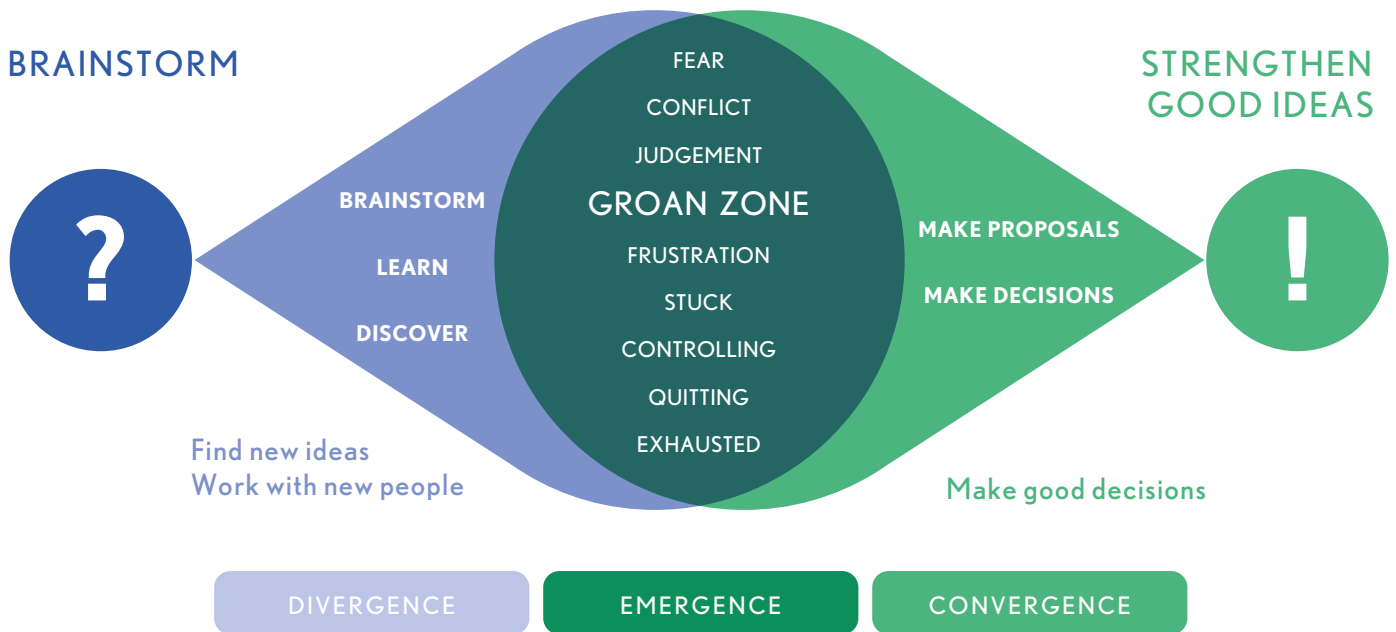 BRAINSTORM
STRENGTHEN
GOOD IDEAS
?
BRAINSTORM
LEARN
DISCOVER
FEAR
CONFLICT
JUDGEMENT
GROAN ZONE
FRUSTRATION
STUCK
CONTROLLING
QUITTING
EXHAUSTED
MAKE PROPOSALS
MAKE DECISIONS
!
Find new ideas
Work with new people
Make good decisions
DIVERGENCE
EMERGENCE
CONVERGENCE